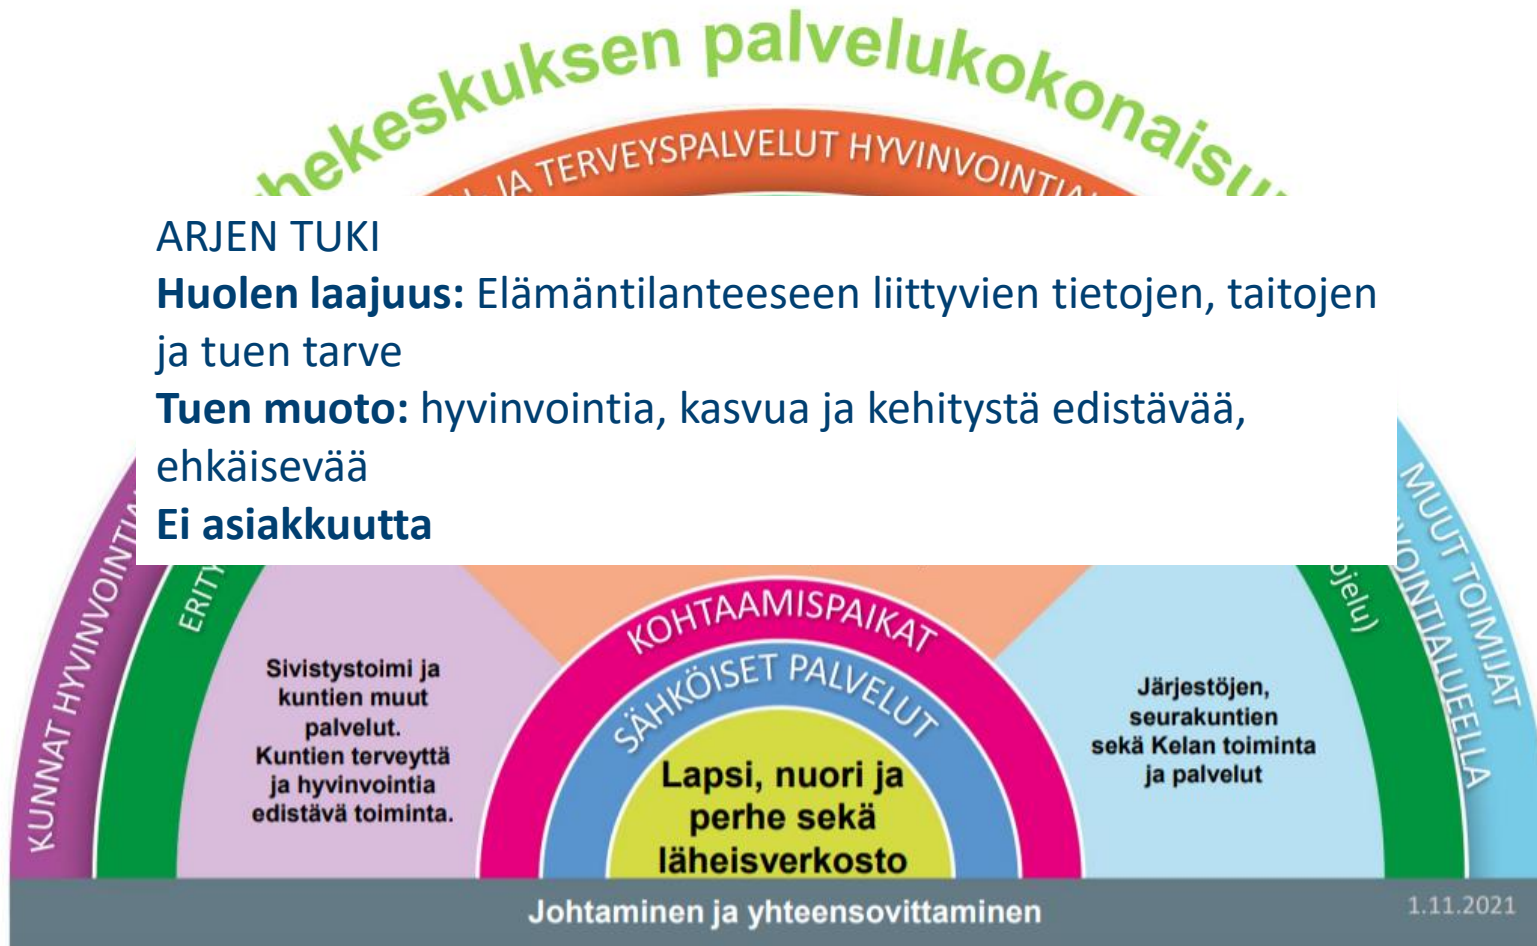 hekeskuksen palvelukokonaisu
JA TERVEYSPALVELUT HYVINVOINTIAL
ARJEN TUKI
Huolen laajuus: Elämäntilanteeseen liittyvien tietojen, taitojen
ja tuen tarve
Tuen muoto: hyvinvointia, kasvua ja kehitystä edistävää,
ehkäisevää
Ei asiakkuutta
KUNNAT HYVINVOINTIA
ERITY
Sivistystoimi ja
kuntien muut
palvelut.
Kuntien terveyttä
ja hyvinvointia
edistävä toiminta.
KOHTAAMISPAIKAT
SÄHKÖISET PALVELUT
Lapsi, nuori ja
perhe sekä
läheisverkosto
Järjestöjen,
seurakuntien
sekä Kelan toiminta
ja palvelut
ojelu)
MUUT TOIMIJAT
VOINTIALUEELLA
Johtaminen ja yhteensovittaminen
1.11.2021